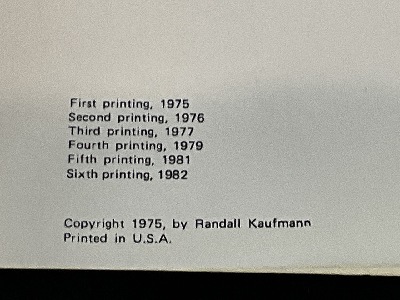 First printing, 1975
Second printing, 1976
Third printing, 1977
Fourth printing, 1979
Fifth printing, 1981
Sixth printing, 1982
Copyright 1975, by Randall Kaufmann
Printed in U.S.A.